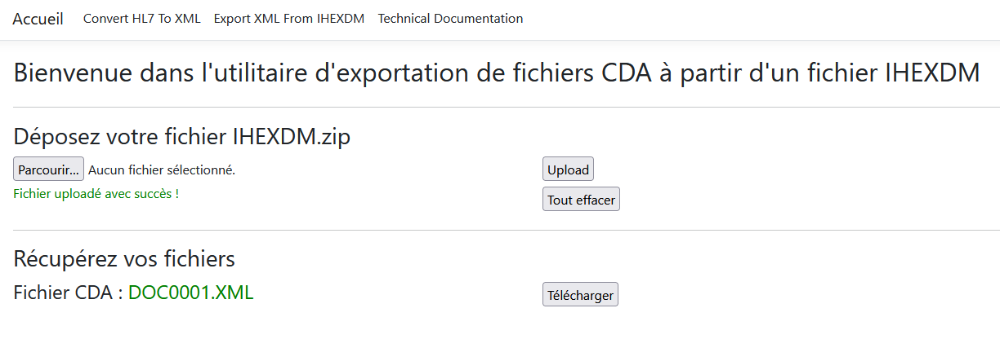 Accueil Convert HL7 To XML Export XML From IHEXDM Technical Documentation
Bienvenue dans l'utilitaire d'exportation de fichiers CDA à partir d'un fichier IHEXDM
Déposez votre fichier IHEXDM.zip
Parcourir... Aucun fichier sélectionné. Upload
Fichier uploadé avec succès ! Tout effacer
Récupérez vos fichiers
Fichier CDA : DOC0001.XML Télécharger